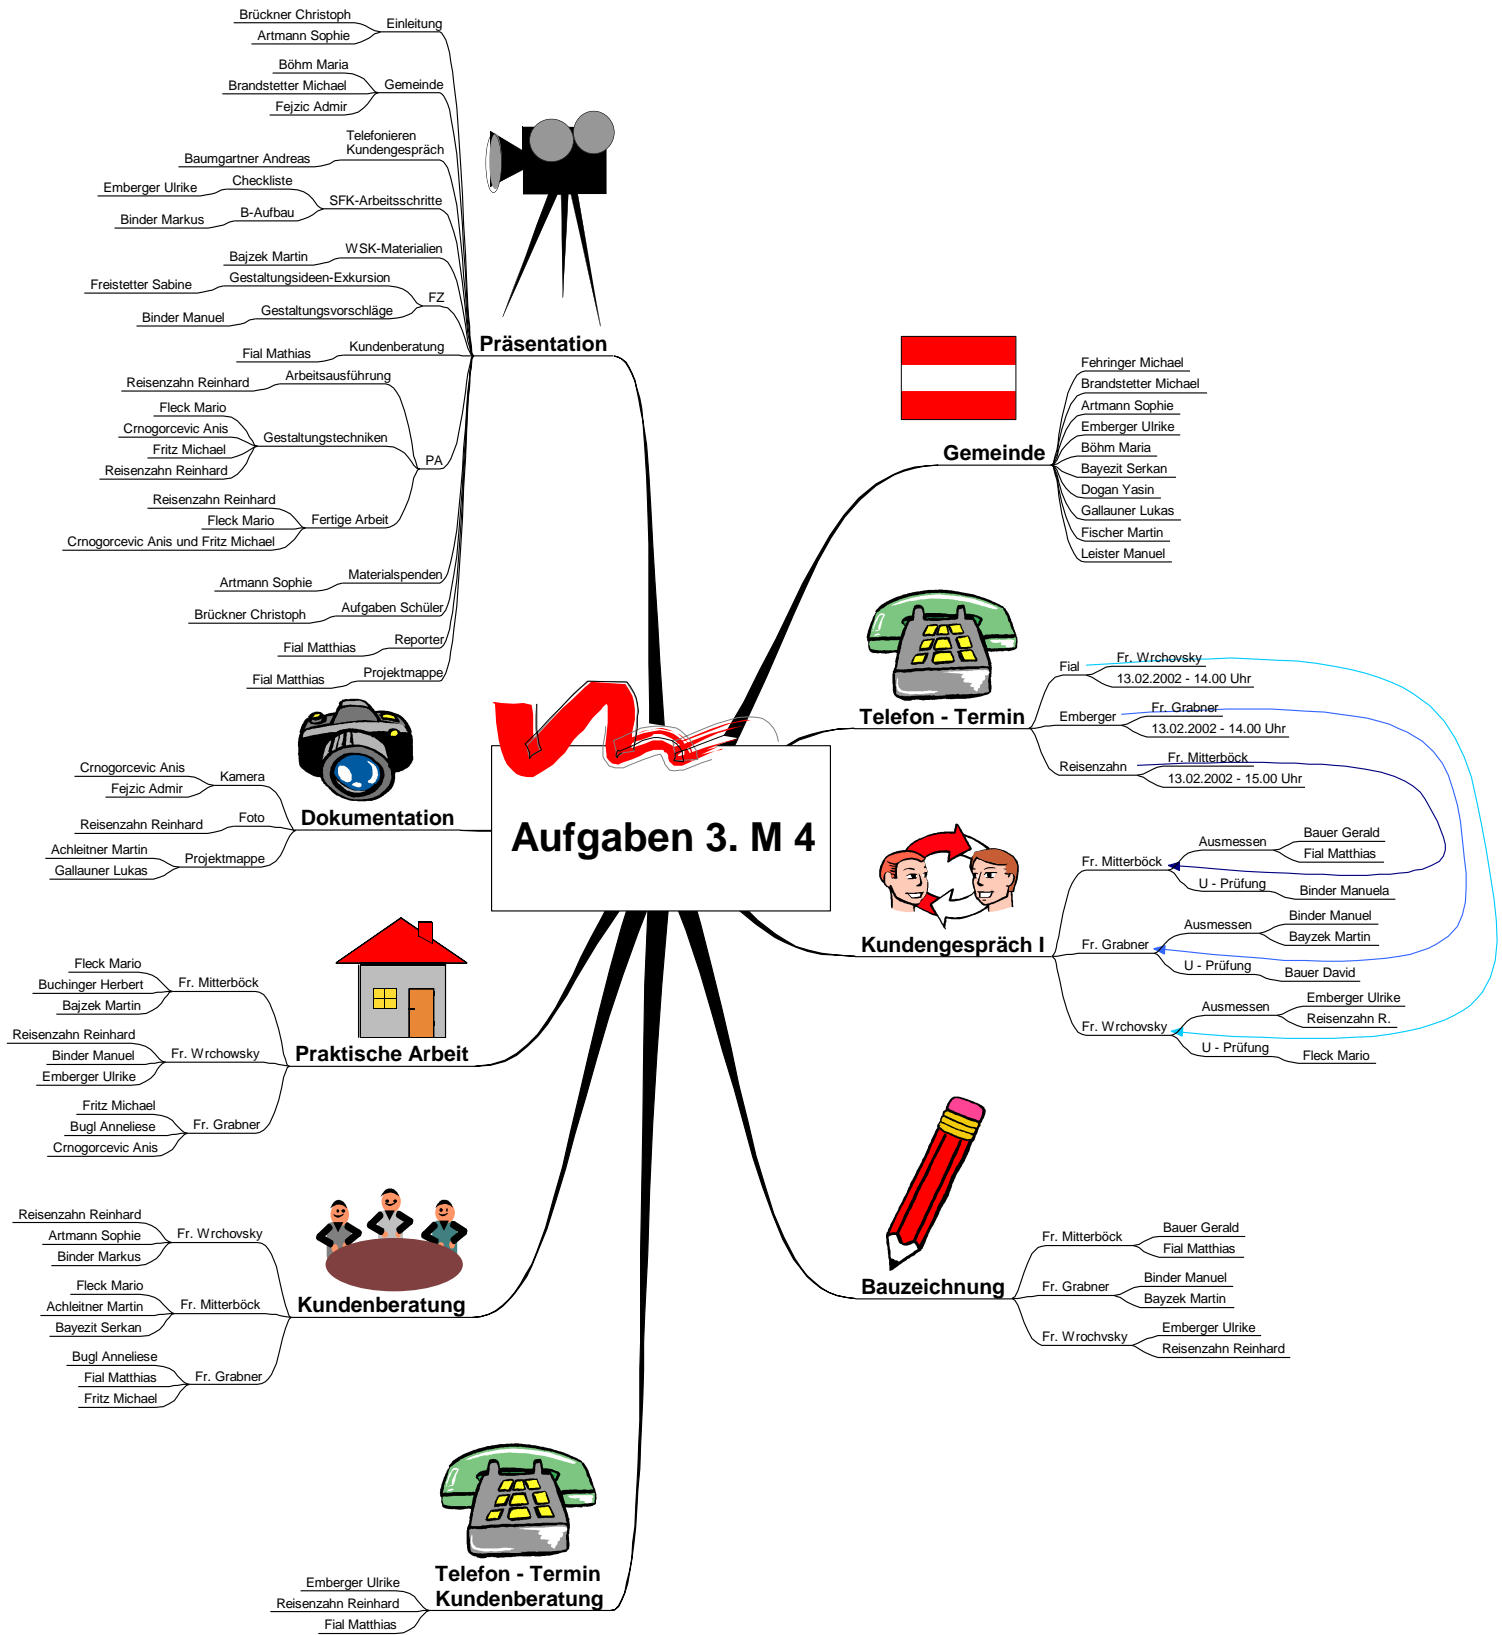 Aufgaben 3. M 4
Präsentation
Einleitung
Brückner Christoph
Artmann Sophie
Gemeinde
Böhm Maria
Brandstetter Michael
Fejzic Admir
Telefonieren
Kundengespräch
Baumgartner Andreas
SFK-Arbeitsschritte
Checkliste
Emberger Ulrike
B-Aufbau
Binder Markus
WSK-Materialien
Bajzek Martin
FZ
Gestaltungsideen-Exkursion
Freistetter Sabine
Gestaltungsvorschläge
Binder Manuel
Kundenberatung
Fial Mathias
PA
Arbeitsausführung
Reisenzahn Reinhard
Gestaltungstechniken
Fleck Mario
Crnogorcevic Anis
Fritz Michael
Reisenzahn Reinhard
Fertige Arbeit
Reisenzahn Reinhard
Fleck Mario
Crnogorcevic Anis und Fritz Michael
Materialspenden
Artmann Sophie
Aufgaben Schüler
Brückner Christoph
Reporter
Fial Matthias
Projektmappe
Fial Matthias
Dokumentation
Kamera
Crnogorcevic Anis
Fejzic Admir
Foto
Reisenzahn Reinhard
Projektmappe
Achleitner Martin
Gallauner Lukas
Praktische Arbeit
Fr. Mitterböck
Fleck Mario
Buchinger Herbert
Bajzek Martin
Fr. Wrchowsky
Reisenzahn Reinhard
Binder Manuel
Emberger Ulrike
Fr. Grabner
Fritz Michael
Bugl Anneliese
Crnogorcevic Anis
Kundenberatung
Fr. Wrchovsky
Reisenzahn Reinhard
Artmann Sophie
Binder Markus
Fr. Mitterböck
Fleck Mario
Achleitner Martin
Bayezit Serkan
Fr. Grabner
Bugl Anneliese
Fial Matthias
Fritz Michael
Telefon - Termin
Kundenberatung
Emberger Ulrike
Reisenzahn Reinhard
Fial Matthias
Gemeinde
Fehringer Michael
Brandstetter Michael
Artmann Sophie
Emberger Ulrike
Böhm Maria
Bayezit Serkan
Dogan Yasin
Gallauner Lukas
Fischer Martin
Leister Manuel
Telefon - Termin
Fial
Fr. Wrchovsky
13.02.2002 - 14.00 Uhr
Emberger
Fr. Grabner
13.02.2002 - 14.00 Uhr
Reisenzahn
Fr. Mitterböck
13.02.2002 - 15.00 Uhr
Kundengespräch I
Fr. Mitterböck
Ausmessen
Bauer Gerald
Fial Matthias
U - Prüfung
Binder Manuela
Fr. Grabner
Ausmessen
Binder Manuel
Bayzek Martin
U - Prüfung
Bauer David
Fr. Wrchovsky
Ausmessen
Emberger Ulrike
Reisenzahn R.
U - Prüfung
Fleck Mario
Bauzeichnung
Fr. Mitterböck
Bauer Gerald
Fial Matthias
Fr. Grabner
Binder Manuel
Bayzek Martin
Fr. Wrochvsky
Emberger Ulrike
Reisenzahn Reinhard